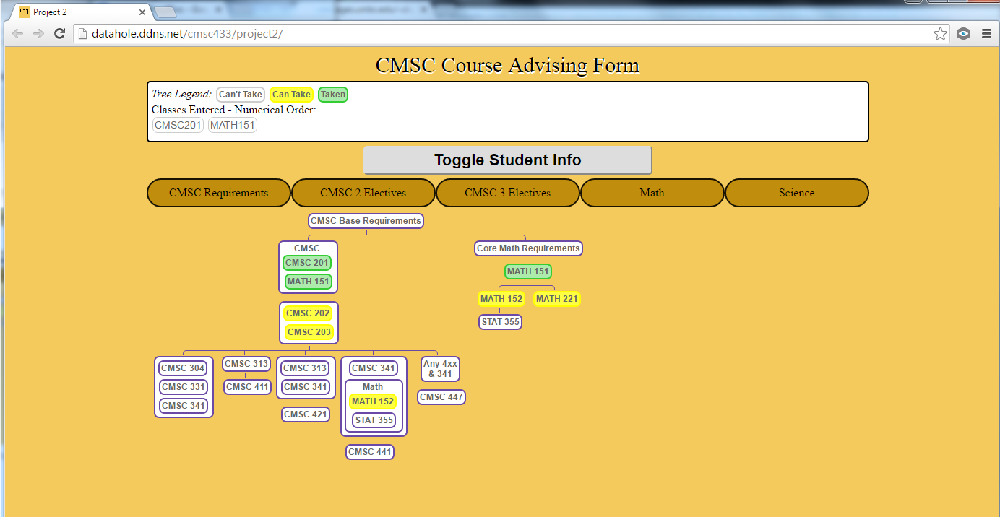 433 Project 2
datahole.ddns.net/cmsc433/project2/
CMSC Course Advising Form
Tree Legend: Can't Take Can Take Taken
Classes Entered - Numerical Order:
CMSC201 MATH151
Toggle Student Info
CMSC Requirements CMSC 2 Electives CMSC 3 Electives Math Science
CMSC Base Requirements
CMSC
CMSC 201
MATH 151
CMSC 202
CMSC 203
CMSC 304
CMSC 331
CMSC 341
CMSC 313
CMSC 411
CMSC 313
CMSC 341
CMSC 421
CMSC 341
Math
MATH 152
STAT 355
CMSC 441
Any 4xx
& 341
CMSC 447
Core Math Requirements
MATH 151
MATH 152 MATH 221
STAT 355